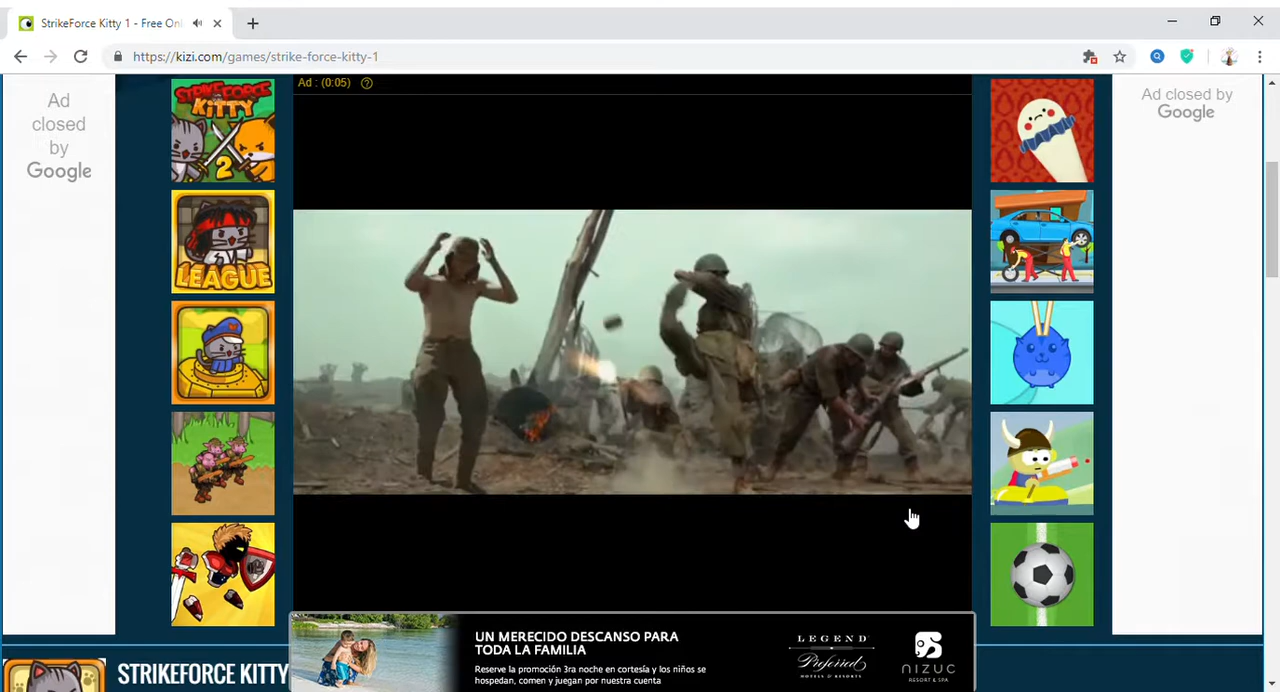 StrikeForce Kitty 1 - Free Onl
https://kizi.com/games/strike-force-kitty-1
Ad : (0:05)
Ad
closed
by
Google
STRIKEFORCE
KITTY
2
LEAGUE
Ad closed by
Google
UN MERECIDO DESCANSO PARA
TODA LA FAMILIA
Reserve la promoción 3ra noche en cortesía y los niños se
hospedan, comen y juegan por nuestra cuenta
LEGEND
Preferred
HOTELS & RESORTS
NIZUC
RESORT & SPA
STRIKEFORCE KITTY